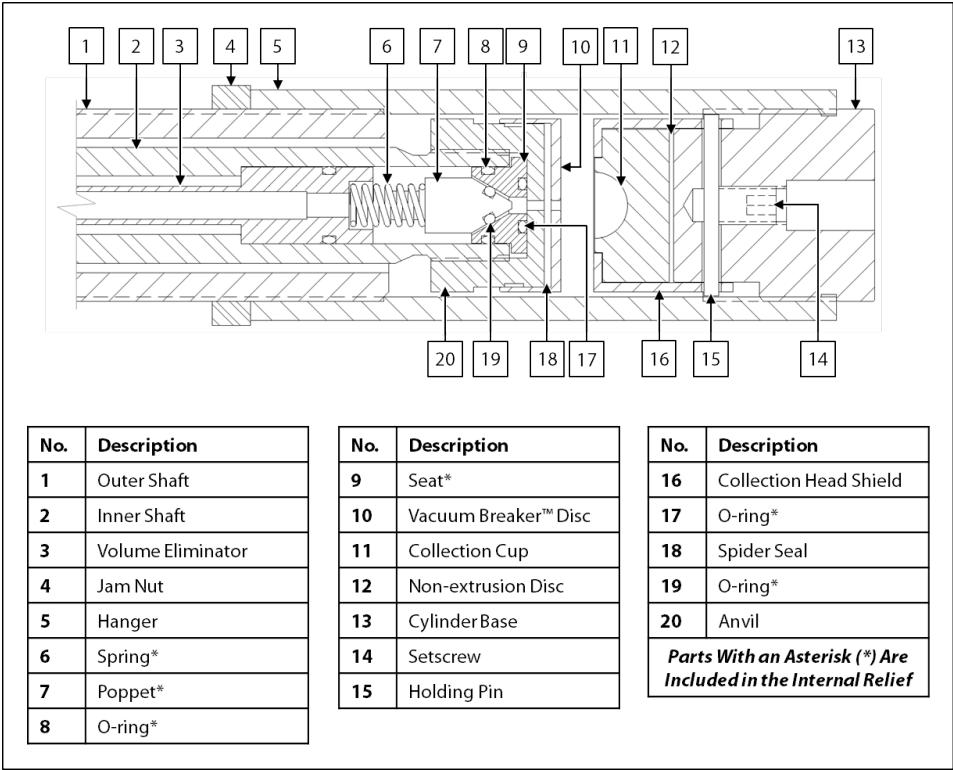 1 2 3 4 5 6 7 8 9 10 11 12 13
20 19 18 17 16 15 14
No. Description
1 Outer Shaft
2 Inner Shaft
3 Volume Eliminator
4 Jam Nut
5 Hanger
6 Spring*
7 Poppet*
8 O-ring*
No. Description
9 Seat*
10 Vacuum Breaker™ Disc
11 Collection Cup
12 Non-extrusion Disc
13 Cylinder Base
14 Setscrew
15 Holding Pin
No. Description
16 Collection Head Shield
17 O-ring*
18 Spider Seal
19 O-ring*
20 Anvil
Parts With an Asterisk (*) Are
Included in the Internal Relief